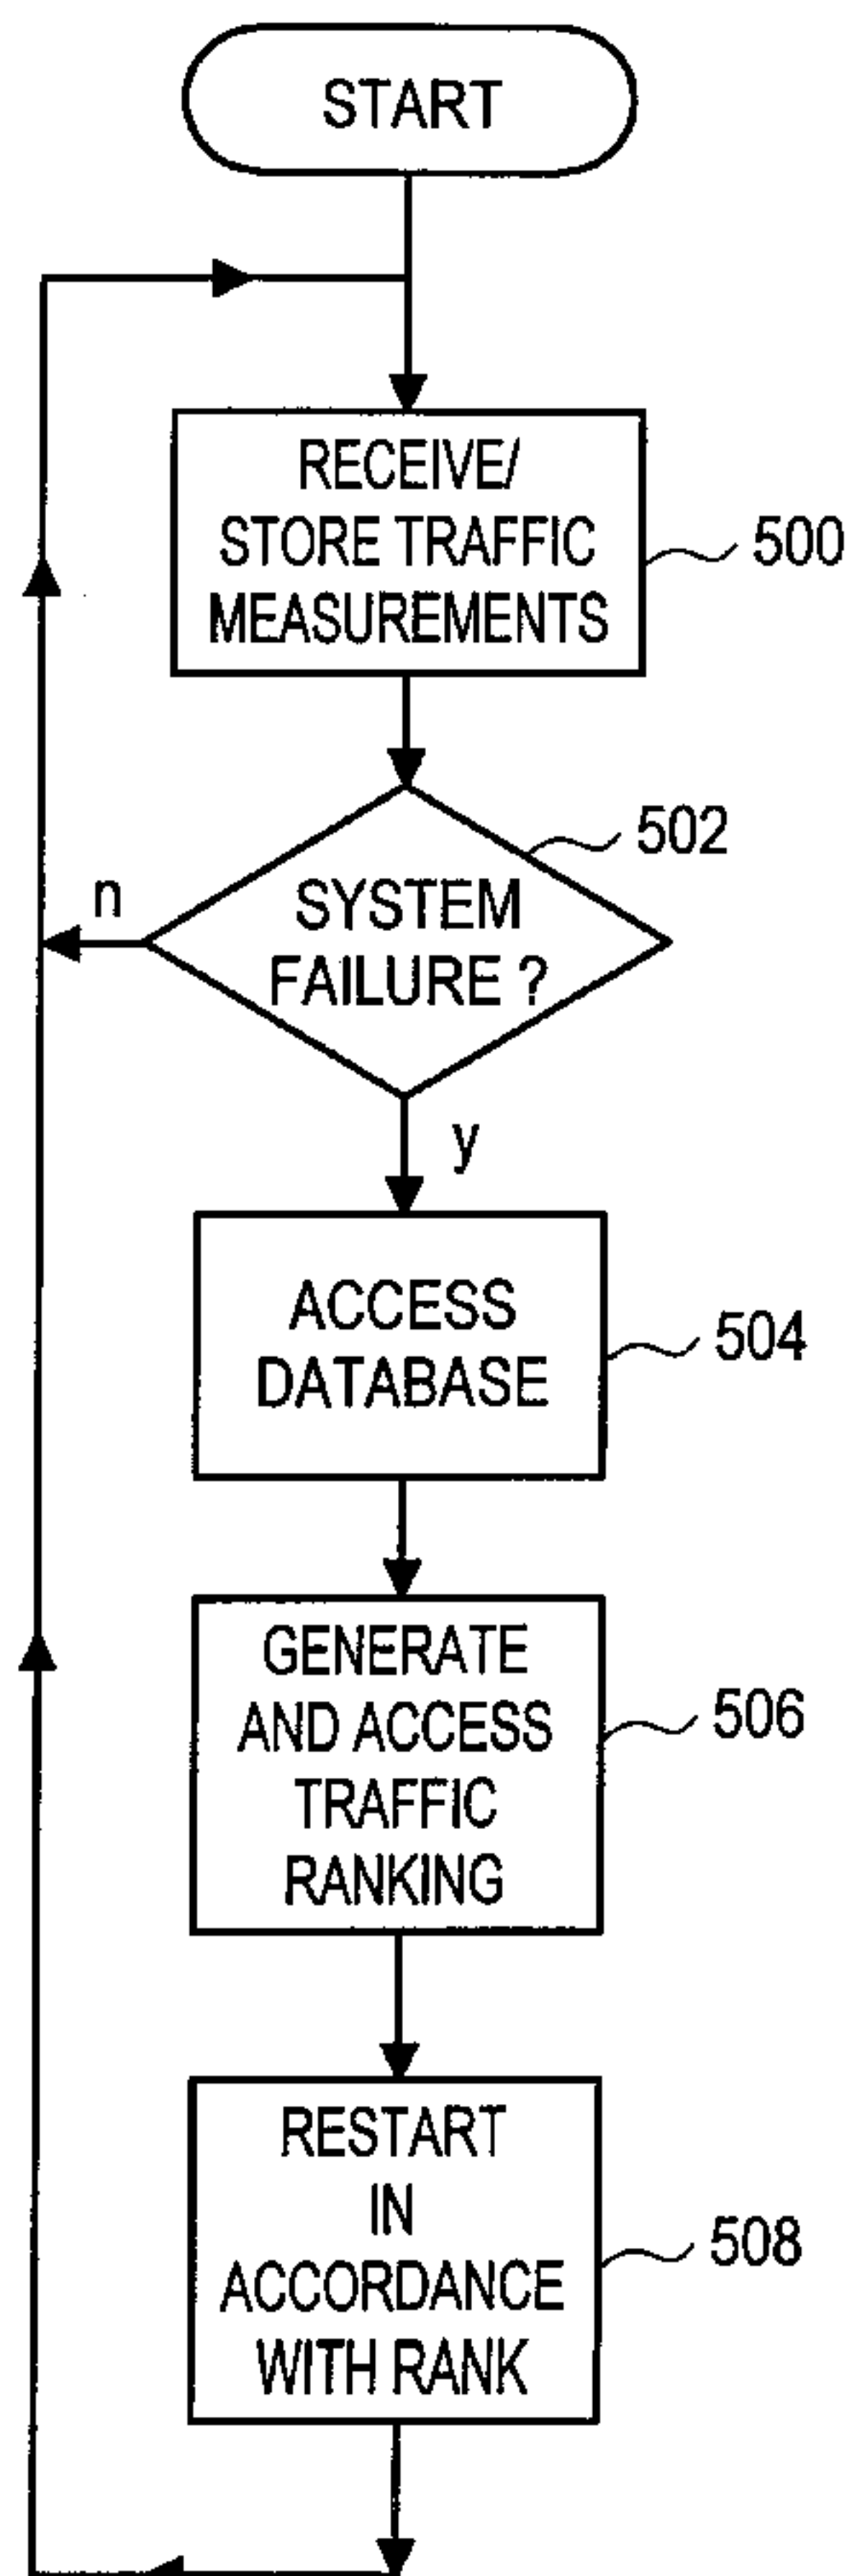 START
RECEIVE/
STORE TRAFFIC
MEASUREMENTS
500
502
n
SYSTEM
FAILURE ?
y
ACCESS
DATABASE
504
GENERATE
AND ACCESS
TRAFFIC
RANKING
506
RESTART
IN
ACCORDANCE
WITH RANK
508